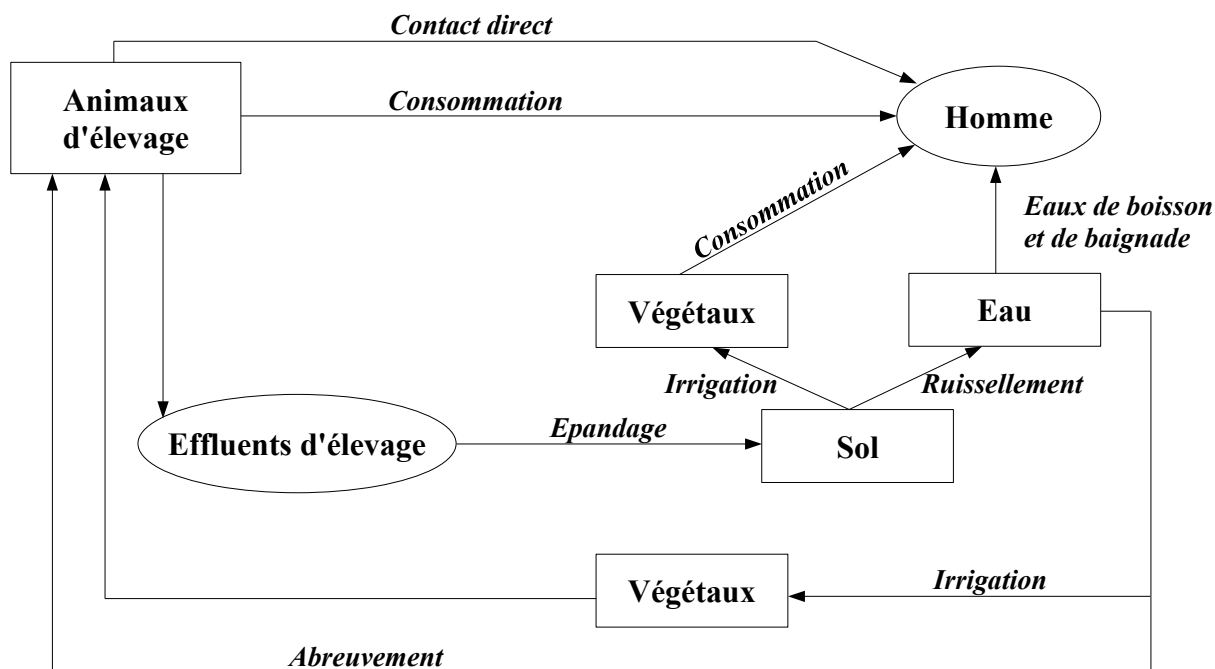 Contact direct
Animaux
d'élevage
Consommation
Homme
Consommation
Eaux de boisson
et de baignade
Végétaux
Eau
Irrigation
Ruissellement
Effluents d'élevage
Epandage
Sol
Végétaux
Irrigation
Abreuvement